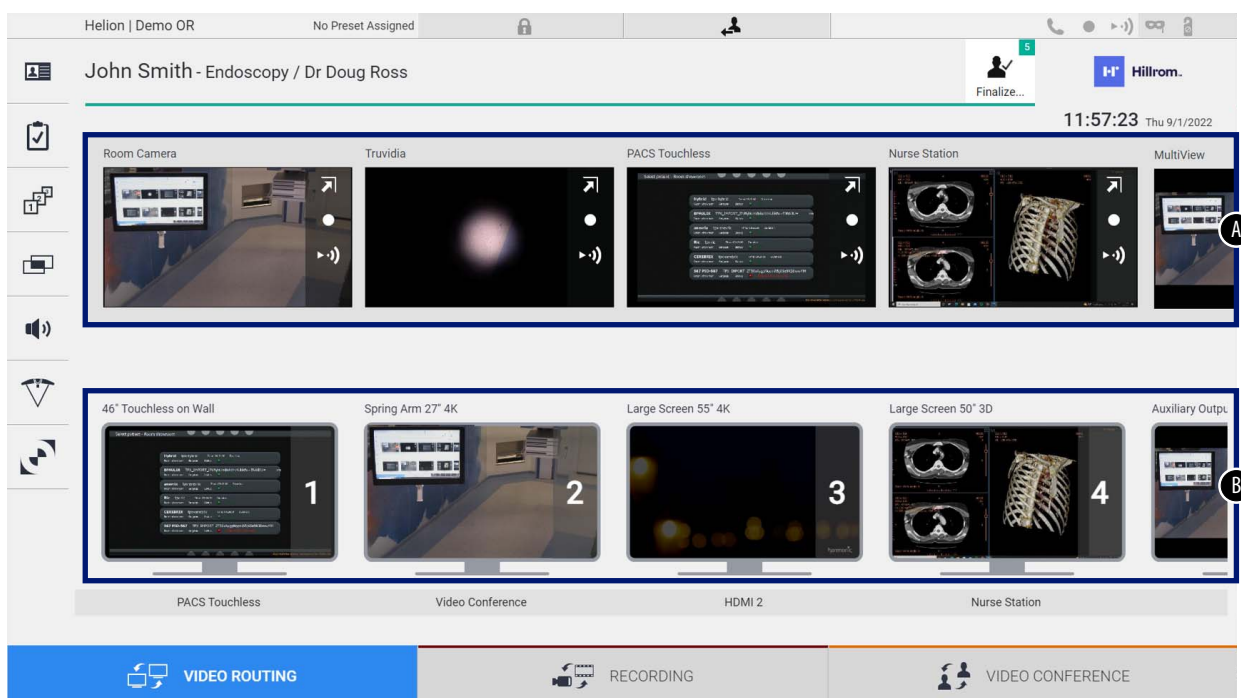 Helion | Demo OR
No Preset Assigned
John Smith - Endoscopy / Dr Doug Ross
5
Finalize...
H-r Hillrom™
11:57:23 Thu 9/1/2022
Room Camera
Truvidia
PACS Touchless
Nurse Station
MultiView
A
46" Touchless on Wall
Spring Arm 27" 4K
Large Screen 55" 4K
Large Screen 50" 3D
Auxiliary Outpu
1
2
3
4
B
PACS Touchless
Video Conference
HDMI 2
Nurse Station
VIDEO ROUTING
RECORDING
VIDEO CONFERENCE